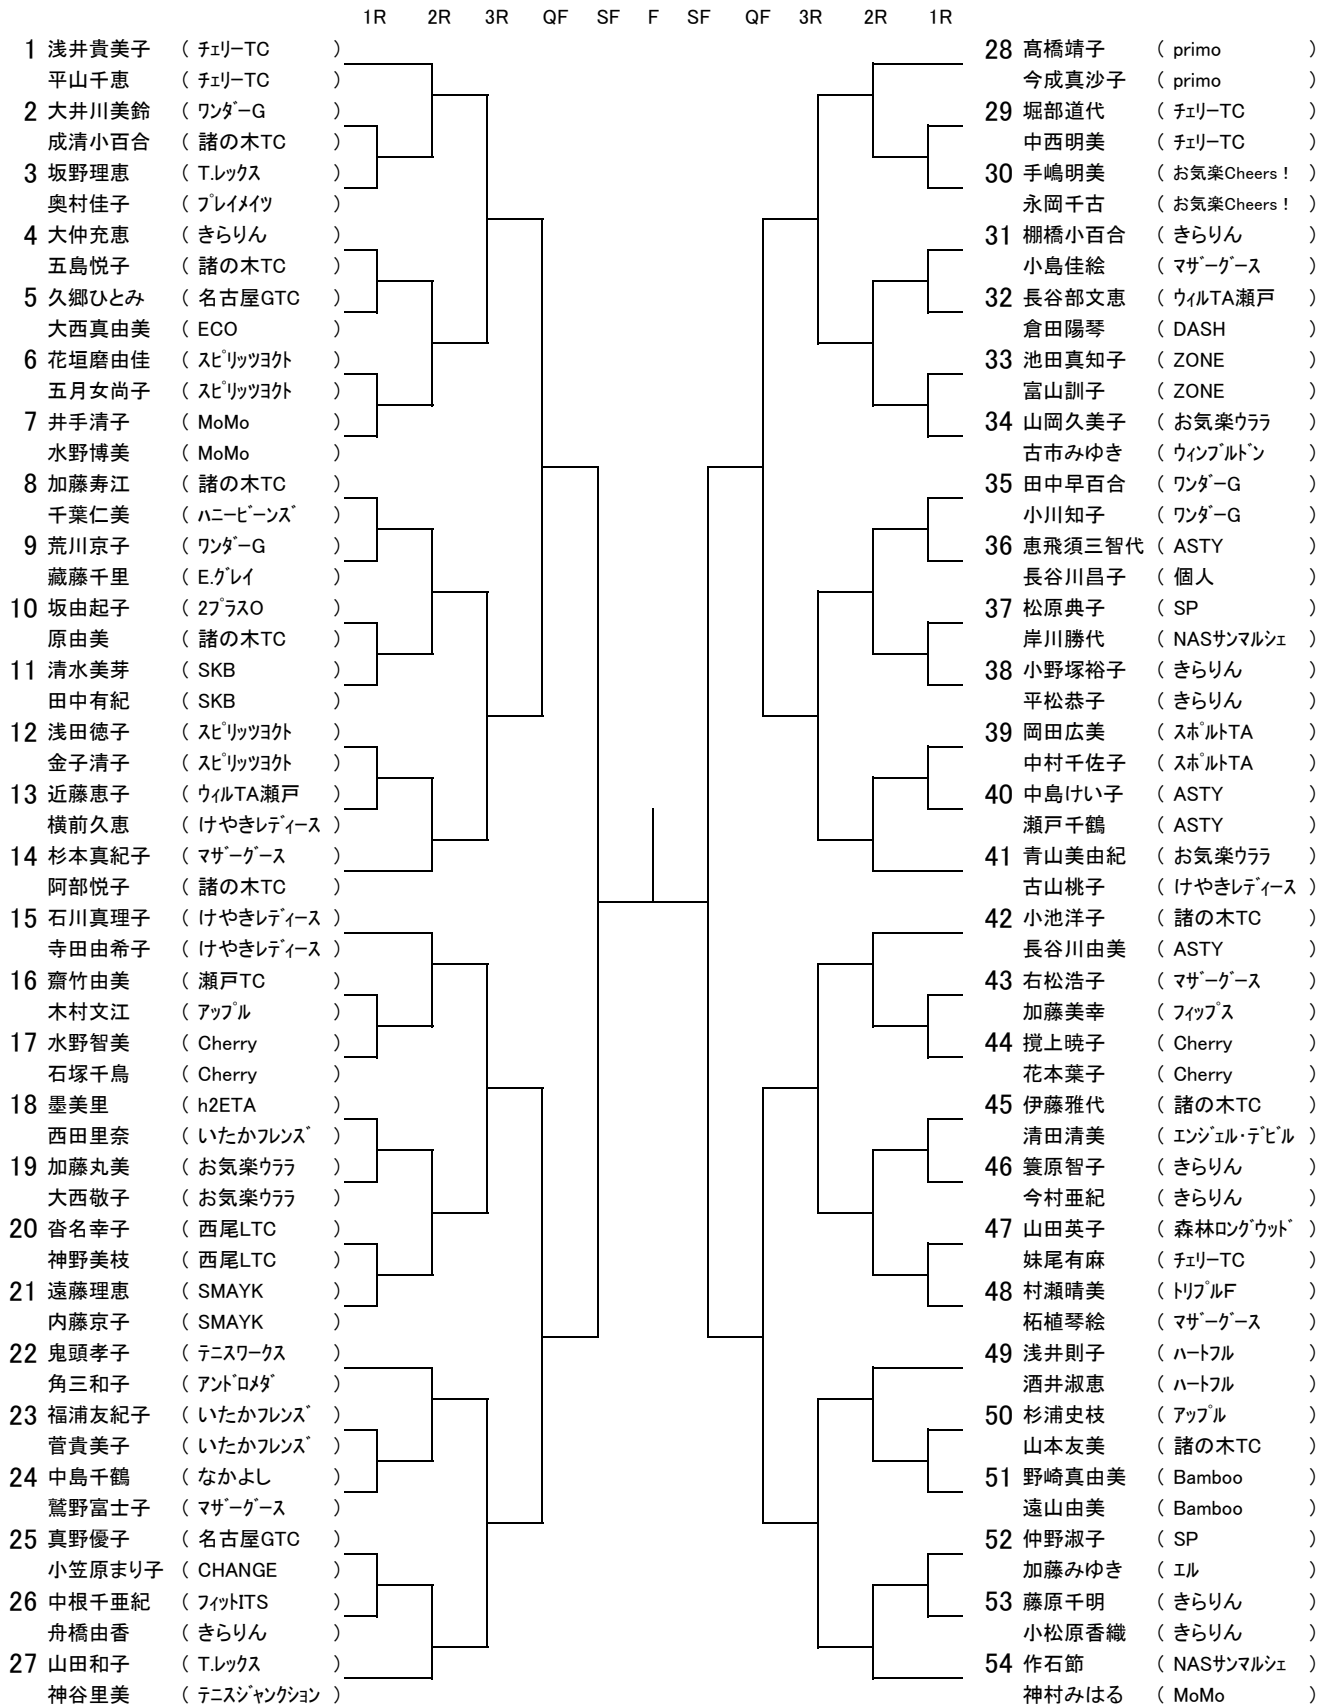 1R 2R 3R QF SF F SF QF 3R 2R 1R
1 浅井貴美子 ( ﾁｪﾘｰTC )
平山千恵 ( ﾁｪﾘｰTC )
2 大井川美鈴 ( ﾜﾝﾀﾞｰG )
成清小百合 ( 諸の木TC )
3 坂野理恵 ( T.ﾚｯｸｽ )
奥村佳子 ( ﾌﾟﾚｲﾒｲﾂ )
4 大仲充恵 ( きらりん )
五島悦子 ( 諸の木TC )
5 久郷ひとみ ( 名古屋GTC )
大西真由美 ( ECO )
6 花垣磨由佳 ( ｽﾋﾟﾘｯﾂﾖｸﾄ )
五月女尚子 ( ｽﾋﾟﾘｯﾂﾖｸﾄ )
7 井手清子 ( MoMo )
水野博美 ( MoMo )
8 加藤寿江 ( 諸の木TC )
千葉仁美 ( ﾊﾆｰﾋﾞｰﾝｽﾞ )
9 荒川京子 ( ﾜﾝﾀﾞｰG )
藏藤千里 ( E.ｸﾞﾚｲ )
10 坂由起子 ( 2ﾌﾟﾗｽO )
原由美 ( 諸の木TC )
11 清水美芽 ( SKB )
田中有紀 ( SKB )
12 浅田徳子 ( ｽﾋﾟﾘｯﾂﾖｸﾄ )
金子清子 ( ｽﾋﾟﾘｯﾂﾖｸﾄ )
13 近藤恵子 ( ｳｨﾙTA瀬戸 )
横前久恵 ( けやきﾚﾃﾞｨｰｽ )
14 杉本真紀子 ( ﾏｻﾞｰｸﾞｰｽ )
阿部悦子 ( 諸の木TC )
15 石川真理子 ( けやきﾚﾃﾞｨｰｽ )
寺田由希子 ( けやきﾚﾃﾞｨｰｽ )
16 齋竹由美 ( 瀬戸TC )
木村文江 ( ｱｯﾌﾟﾙ )
17 水野智美 ( Cherry )
石塚千鳥 ( Cherry )
18 墨美里 ( h2ETA )
西田里奈 ( いたかﾌﾚﾝｽﾞ )
19 加藤丸美 ( お気楽ｳﾗﾗ )
大西敬子 ( お気楽ｳﾗﾗ )
20 沓名幸子 ( 西尾LTC )
神野美枝 ( 西尾LTC )
21 遠藤理恵 ( SMAYK )
内藤京子 ( SMAYK )
22 鬼頭孝子 ( ﾃﾆｽﾜｰｸｽ )
角三和子 ( ｱﾝﾄﾞﾛﾒﾀﾞ )
23 福浦友紀子 ( いたかﾌﾚﾝｽﾞ )
菅貴美子 ( いたかﾌﾚﾝｽﾞ )
24 中島千鶴 ( なかよし )
鷲野富士子 ( ﾏｻﾞｰｸﾞｰｽ )
25 真野優子 ( 名古屋GTC )
小笠原まり子 ( CHANGE )
26 中根千亜紀 ( ﾌｨｯﾄITS )
舟橋由香 ( きらりん )
27 山田和子 ( T.ﾚｯｸｽ )
神谷里美 ( ﾃﾆｽｼﾞｬﾝｸｼｮﾝ )
28 髙橋靖子 ( primo )
今成真沙子 ( primo )
29 堀部道代 ( ﾁｪﾘｰTC )
中西明美 ( ﾁｪﾘｰTC )
30 手嶋明美 ( お気楽Cheers！ )
永岡千古 ( お気楽Cheers！ )
31 棚橋小百合 ( きらりん )
小島佳絵 ( ﾏｻﾞｰｸﾞｰｽ )
32 長谷部文恵 ( ｳｨﾙTA瀬戸 )
倉田陽琴 ( DASH )
33 池田真知子 ( ZONE )
富山訓子 ( ZONE )
34 山岡久美子 ( お気楽ｳﾗﾗ )
古市みゆき ( ｳｨﾝﾌﾞﾙﾄﾞﾝ )
35 田中早百合 ( ﾜﾝﾀﾞｰG )
小川知子 ( ﾜﾝﾀﾞｰG )
36 恵飛須三智代 ( ASTY )
長谷川昌子 ( 個人 )
37 松原典子 ( SP )
岸川勝代 ( NASｻﾝﾏﾙｼｪ )
38 小野塚裕子 ( きらりん )
平松恭子 ( きらりん )
39 岡田広美 ( ｽﾎﾟﾙﾄTA )
中村千佐子 ( ｽﾎﾟﾙﾄTA )
40 中島けい子 ( ASTY )
瀬戸千鶴 ( ASTY )
41 青山美由紀 ( お気楽ｳﾗﾗ )
古山桃子 ( けやきﾚﾃﾞｨｰｽ )
42 小池洋子 ( 諸の木TC )
長谷川由美 ( ASTY )
43 右松浩子 ( ﾏｻﾞｰｸﾞｰｽ )
加藤美幸 ( ﾌｨｯﾌﾟｽ )
44 撹上暁子 ( Cherry )
花本葉子 ( Cherry )
45 伊藤雅代 ( 諸の木TC )
清田清美 ( ｴﾝｼﾞｪﾙ･ﾃﾞﾋﾞﾙ )
46 簑原智子 ( きらりん )
今村亜紀 ( きらりん )
47 山田英子 ( 森林ﾛﾝｸﾞｳｯﾄﾞ )
妹尾有麻 ( ﾁｪﾘｰTC )
48 村瀬晴美 ( ﾄﾘﾌﾟﾙF )
柘植琴絵 ( ﾏｻﾞｰｸﾞｰｽ )
49 浅井則子 ( ﾊｰﾄﾌﾙ )
酒井淑恵 ( ﾊｰﾄﾌﾙ )
50 杉浦史枝 ( ｱｯﾌﾟﾙ )
山本友美 ( 諸の木TC )
51 野崎真由美 ( Bamboo )
遠山由美 ( Bamboo )
52 仲野淑子 ( SP )
加藤みゆき ( ｴﾙ )
53 藤原千明 ( きらりん )
小松原香織 ( きらりん )
54 作石節 ( NASｻﾝﾏﾙｼｪ )
神村みはる ( MoMo )